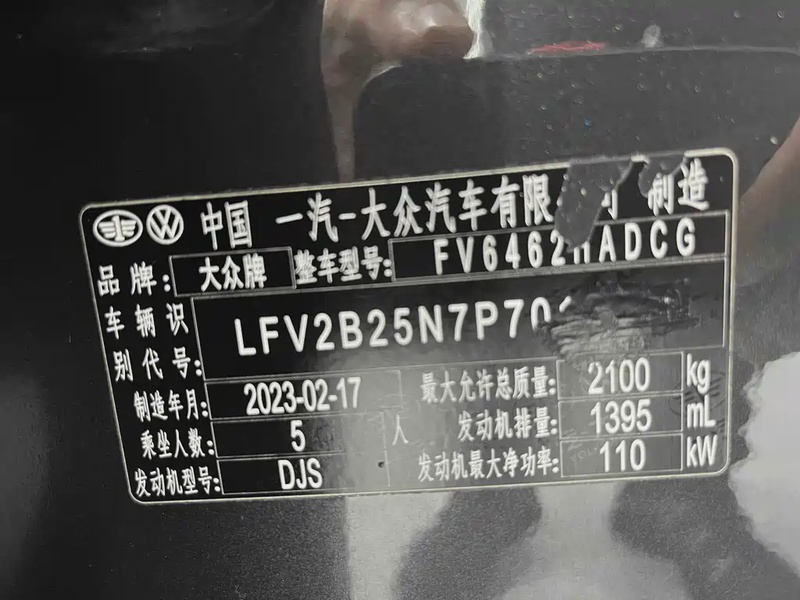 中国 一汽-大众汽车有限 司 制造
品牌: 大众牌 整车型号: FV6462 ADCG
车辆识别代号: LFV2B25N7P70
制造年月: 2023-02-17 最大允许总质量: 2100 kg
乘坐人数: 5 人 发动机排量: 1395 mL
发动机型号: DJS 发动机最大净功率: 110 kW